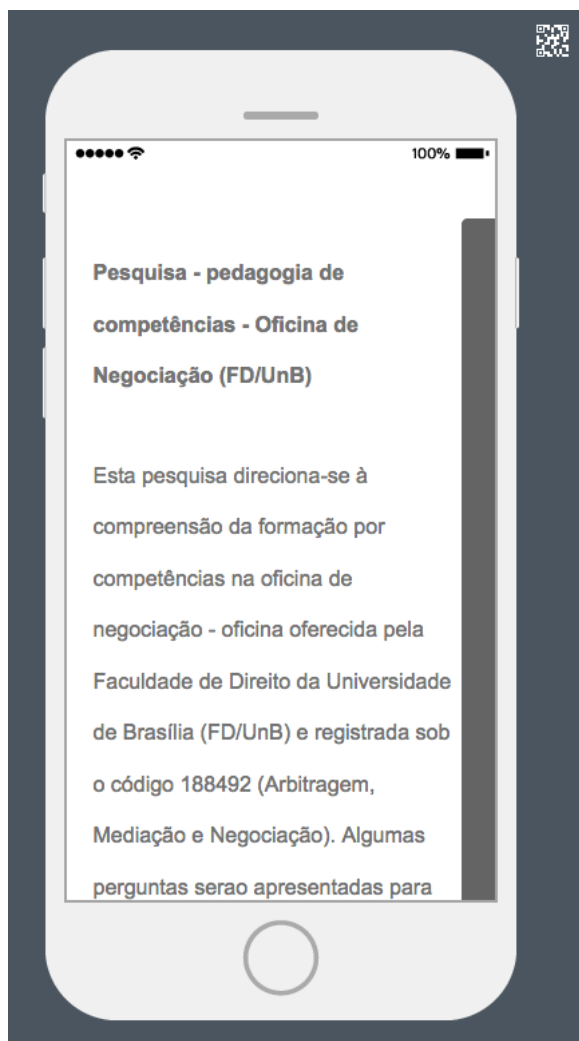 100%
Pesquisa - pedagogia de
competências - Oficina de
Negociação (FD/UnB)
Esta pesquisa direciona-se à
compreensão da formação por
competências na oficina de
negociação - oficina oferecida pela
Faculdade de Direito da Universidade
de Brasília (FD/UnB) e registrada sob
o código 188492 (Arbitragem,
Mediação e Negociação). Algumas
perguntas serao apresentadas para